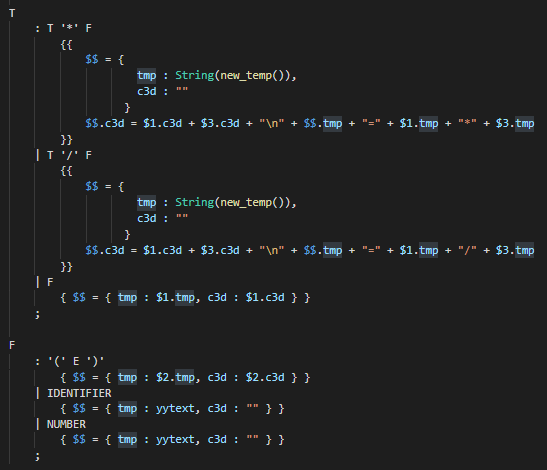 T
    : T '*' F
        {{
            $$ = {
                    tmp : String(new_temp()),
                    c3d : ""
                  }
            $$.c3d = $1.c3d + $3.c3d + "\n" + $$.tmp + "=" + $1.tmp + "*" + $3.tmp
        }}
    | T '/' F
        {{
            $$ = {
                    tmp : String(new_temp()),
                    c3d : ""
                  }
            $$.c3d = $1.c3d + $3.c3d + "\n" + $$.tmp + "=" + $1.tmp + "/" + $3.tmp
        }}
    | F
        { $$ = { tmp : $1.tmp, c3d : $1.c3d } }
    ;

F
    : '(' E ')'
        { $$ = { tmp : $2.tmp, c3d : $2.c3d } }
    | IDENTIFIER
        { $$ = { tmp : yytext, c3d : "" } }
    | NUMBER
        { $$ = { tmp : yytext, c3d : "" } }
    ;